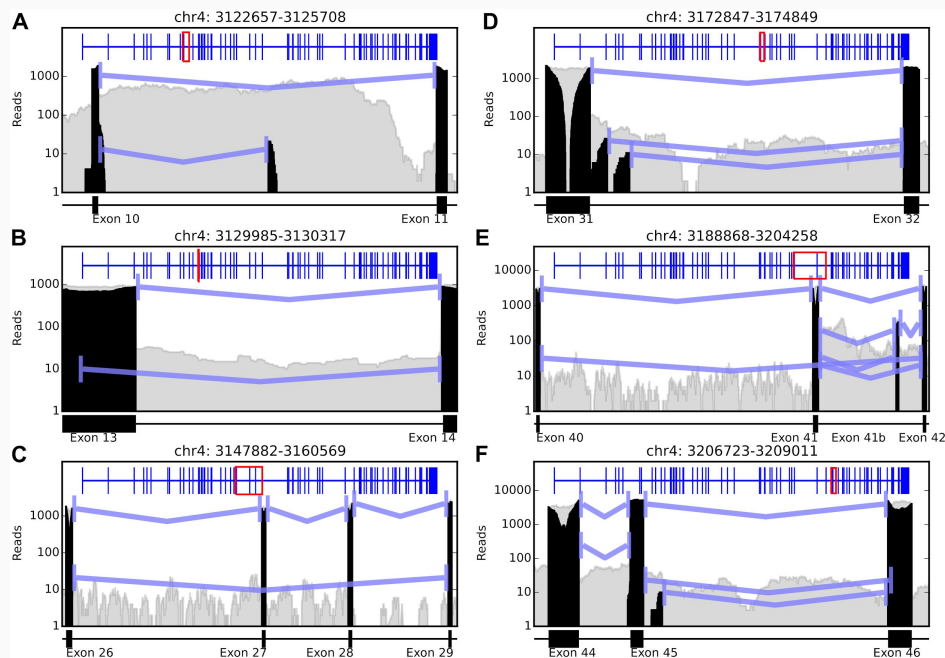 A
chr4: 3122657-3125708
Reads
1000
100
10
1
Exon 10
Exon 11
B
chr4: 3129985-3130317
Reads
1000
100
10
1
Exon 13
Exon 14
C
chr4: 3147882-3160569
Reads
1000
100
10
1
Exon 26
Exon 27
Exon 28
Exon 29
D
chr4: 3172847-3174849
Reads
1000
100
10
1
Exon 31
Exon 32
E
chr4: 3188868-3204258
10000
1000
100
10
1
Exon 40
Exon 41
Exon 41b
Exon 42
F
chr4: 3206723-3209011
10000
1000
100
10
1
Exon 44
Exon 45
Exon 46